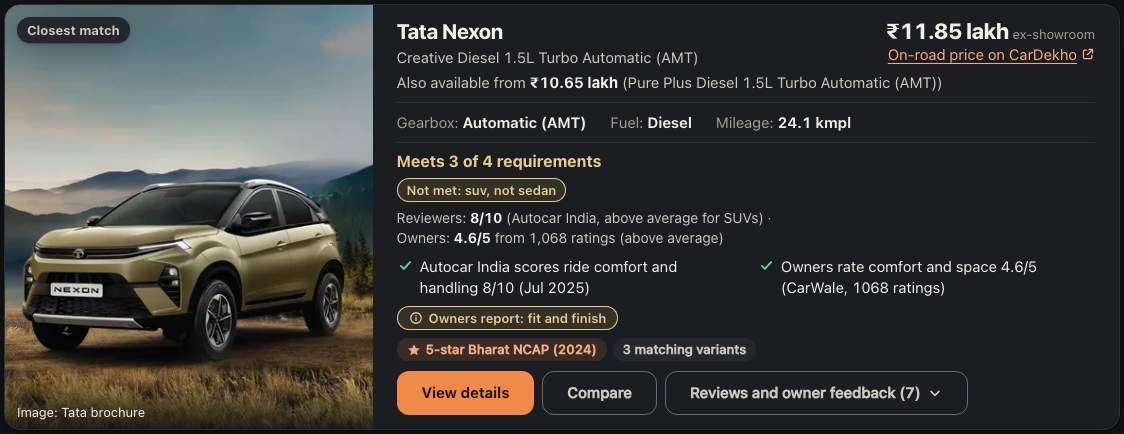 Closest match
Tata Nexon
₹11.85 lakh ex-showroom
Creative Diesel 1.5L Turbo Automatic (AMT)
On-road price on CarDekho
Also available from ₹10.65 lakh (Pure Plus Diesel 1.5L Turbo Automatic (AMT))
Gearbox: Automatic (AMT) Fuel: Diesel Mileage: 24.1 kmpl
Meets 3 of 4 requirements
Not met: suv, not sedan
Reviewers: 8/10 (Autocar India, above average for SUVs) ·
Owners: 4.6/5 from 1,068 ratings (above average)
Autocar India scores ride comfort and
handling 8/10 (Jul 2025)
Owners rate comfort and space 4.6/5
(CarWale, 1068 ratings)
Owners report: fit and finish
5-star Bharat NCAP (2024)
3 matching variants
View details
Compare
Reviews and owner feedback (7)
NEXON
Image: Tata brochure